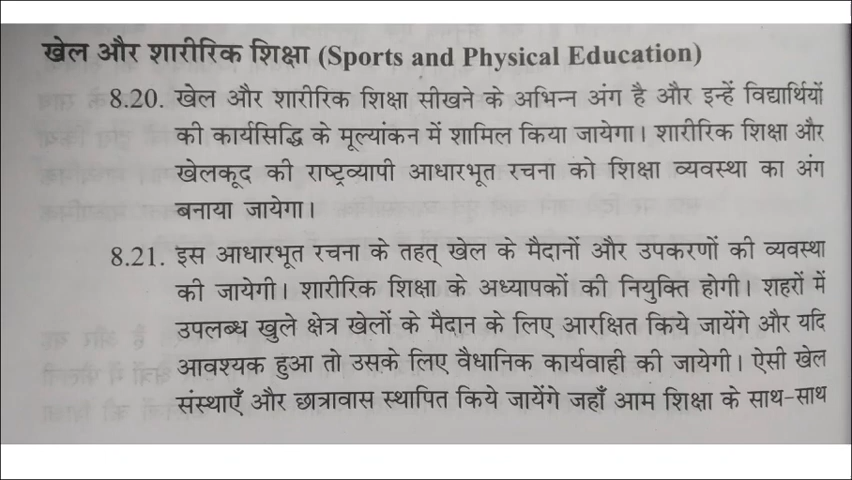 खेल और शारीरिक शिक्षा (Sports and Physical Education)
8.20. खेल और शारीरिक शिक्षा सीखने के अभिन्न अंग है और इन्हें विद्यार्थियों
की कार्यसिद्धि के मूल्यांकन में शामिल किया जायेगा। शारीरिक शिक्षा और
खेलकूद की राष्ट्रव्यापी आधारभूत रचना को शिक्षा व्यवस्था का अंग
बनाया जायेगा।
8.21. इस आधारभूत रचना के तहत् खेल के मैदानों और उपकरणों की व्यवस्था
की जायेगी। शारीरिक शिक्षा के अध्यापकों की नियुक्ति होगी। शहरों में
उपलब्ध खुले क्षेत्र खेलों के मैदान के लिए आरक्षित किये जायेंगे और यदि
आवश्यक हुआ तो उसके लिए वैधानिक कार्यवाही की जायेगी। ऐसी खेल
संस्थाएँ और छात्रावास स्थापित किये जायेंगे जहाँ आम शिक्षा के साथ-साथ